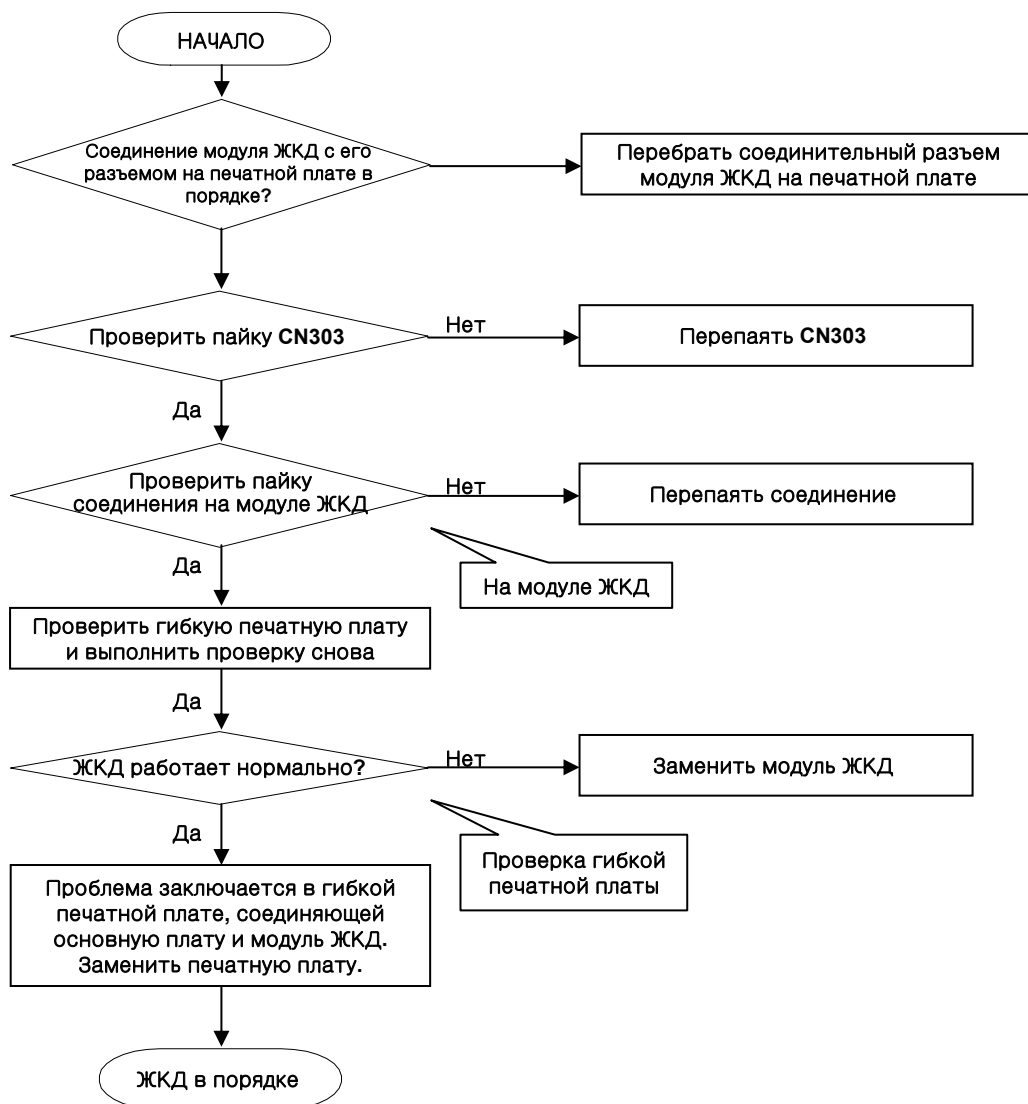 НАЧАЛО
Соединение модуля ЖКД с его
разъемом на печатной плате в
порядке?
Перебрать соединительный разъем
модуля ЖКД на печатной плате
Проверить пайку CN303
Нет
Перепаять CN303
Да
Проверить пайку
соединения на модуле ЖКД
Нет
Перепаять соединение
Да
На модуле ЖКД
Проверить гибкую печатную плату
и выполнить проверку снова
Да
ЖКД работает нормально?
Нет
Заменить модуль ЖКД
Да
Проверка гибкой
печатной платы
Проблема заключается в гибкой
печатной плате, соединяющей
основную плату и модуль ЖКД.
Заменить печатную плату.
ЖКД в порядке